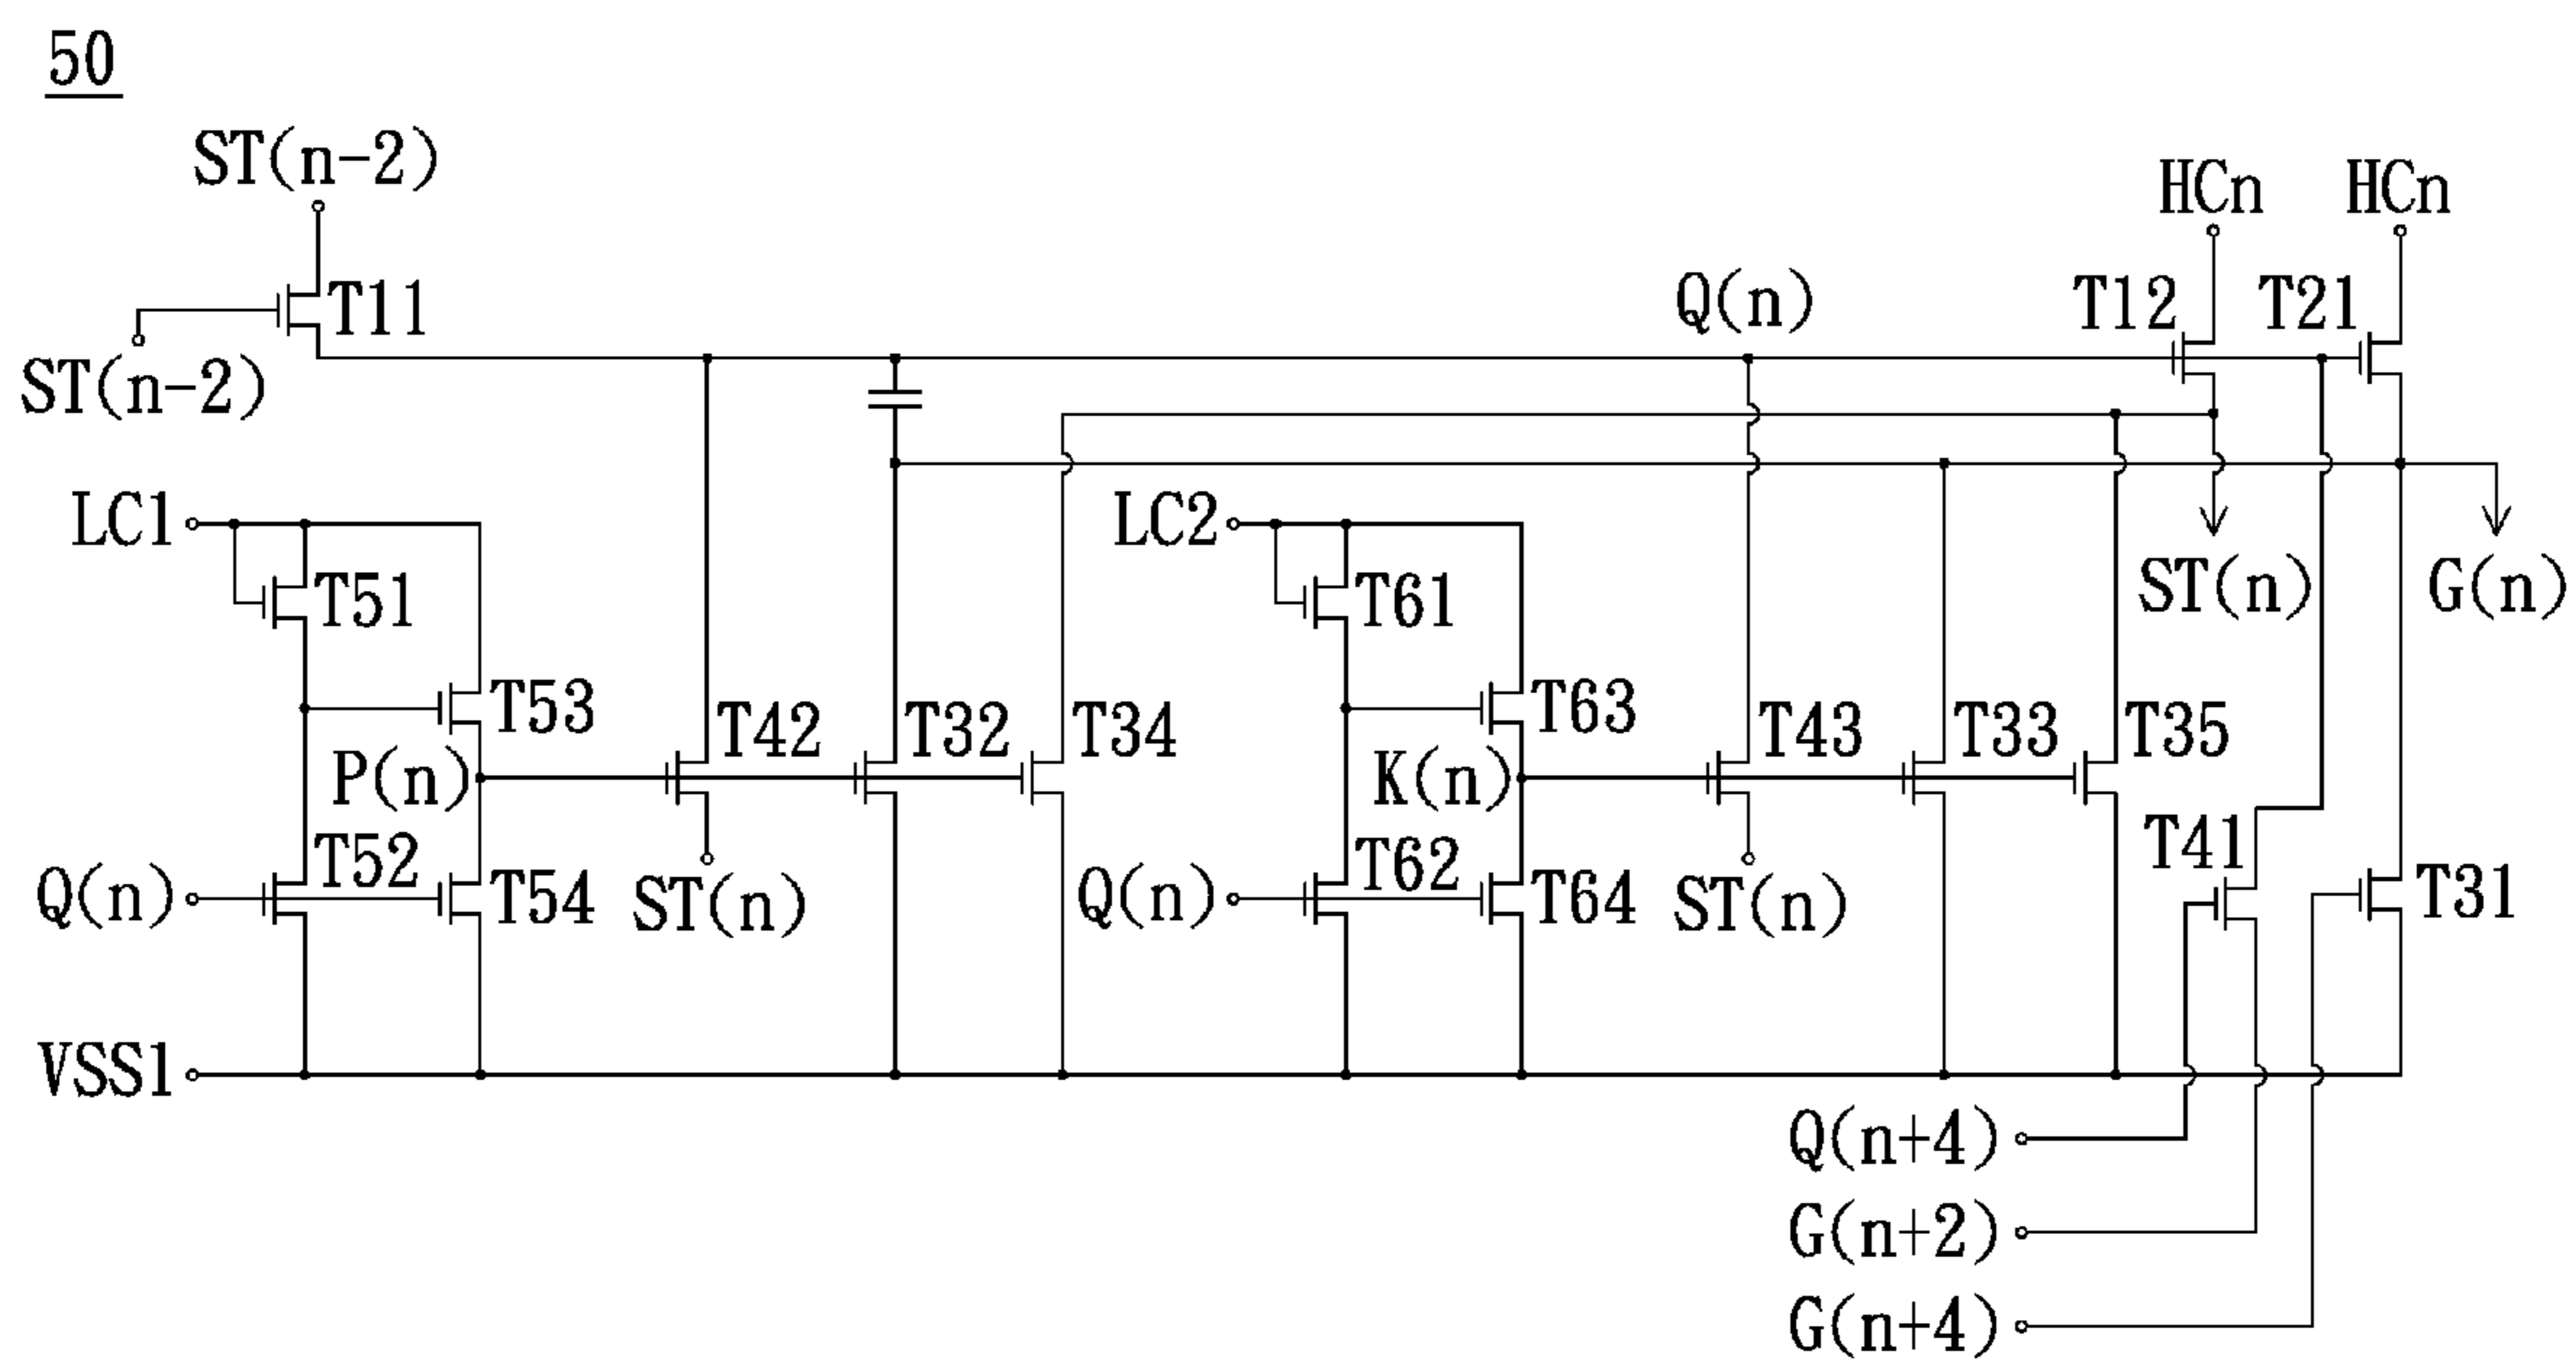 50
ST(n-2)
HCn HCn
T11 Q(n) T12 T21
ST(n-2)
LC1 LC2
T51 T61 ST(n) G(n)
T53 T42 T32 T34 T63 T43 T33 T35
P(n) K(n)
Q(n) T52 T54 ST(n) Q(n) T62 T64 ST(n) T41 T31
VSS1
Q(n+4)
G(n+2)
G(n+4)